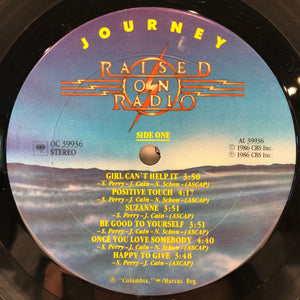 JOURNEY
RAISED
ON
RADIO
SIDE ONE
OC 39936
STEREO
AL 39936
℗ 1986 CBS Inc.
© 1986 CBS Inc.
GIRL CAN'T HELP IT 3:50
-S. Perry-J. Cain-N. Schon-(ASCAP)
POSITIVE TOUCH 4:17
-S. Perry-J. Cain-N. Schon-(ASCAP)
SUZANNE 3:51
-S. Perry-J. Cain-(ASCAP)
BE GOOD TO YOURSELF 3:51
-S. Perry-J. Cain-N. Schon-(ASCAP)
ONCE YOU LOVE SOMEBODY 4:40
-S. Perry-J. Cain-N. Schon-(ASCAP)
HAPPY TO GIVE 3:48
-S. Perry-J. Cain-(ASCAP)
"Columbia," /Marcas Reg.